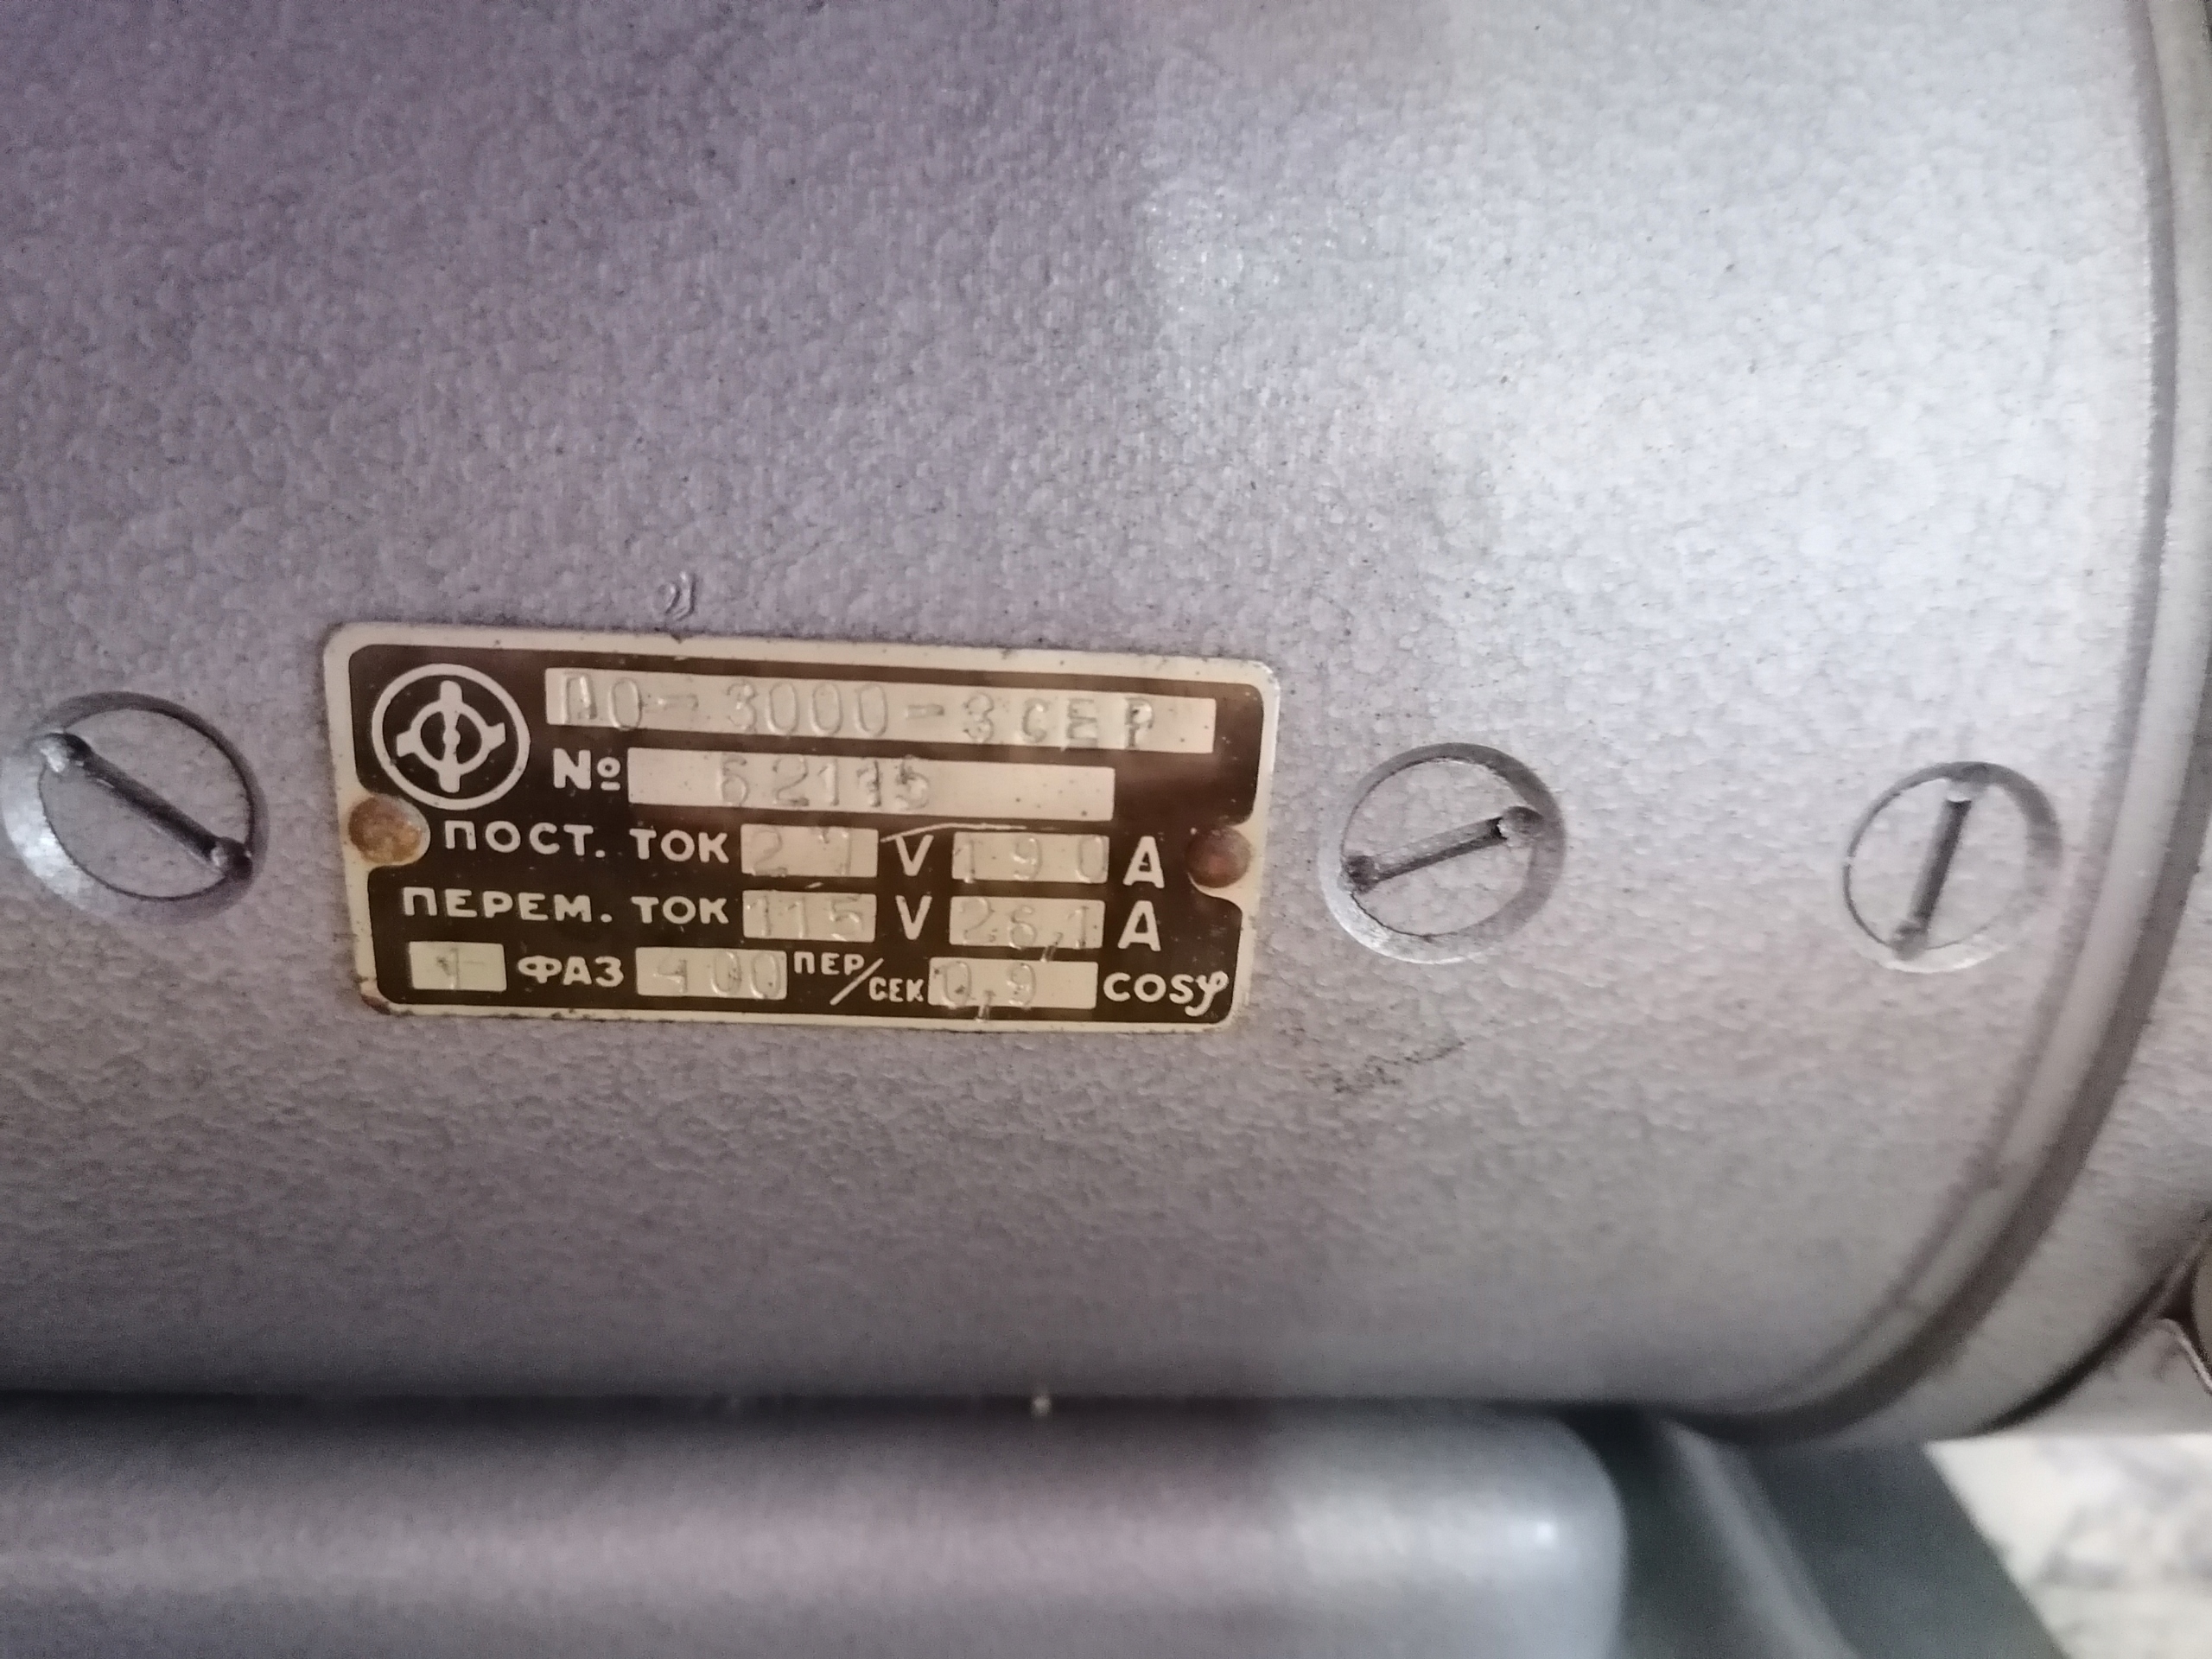 ПО-3000-3СЕР
№ 62115
ПОСТ. ТОК 27 V 190 A
ПЕРЕМ. ТОК 115 V 26,1 A
1 ФАЗ 400 ПЕР/СЕК 0,9 COSφ